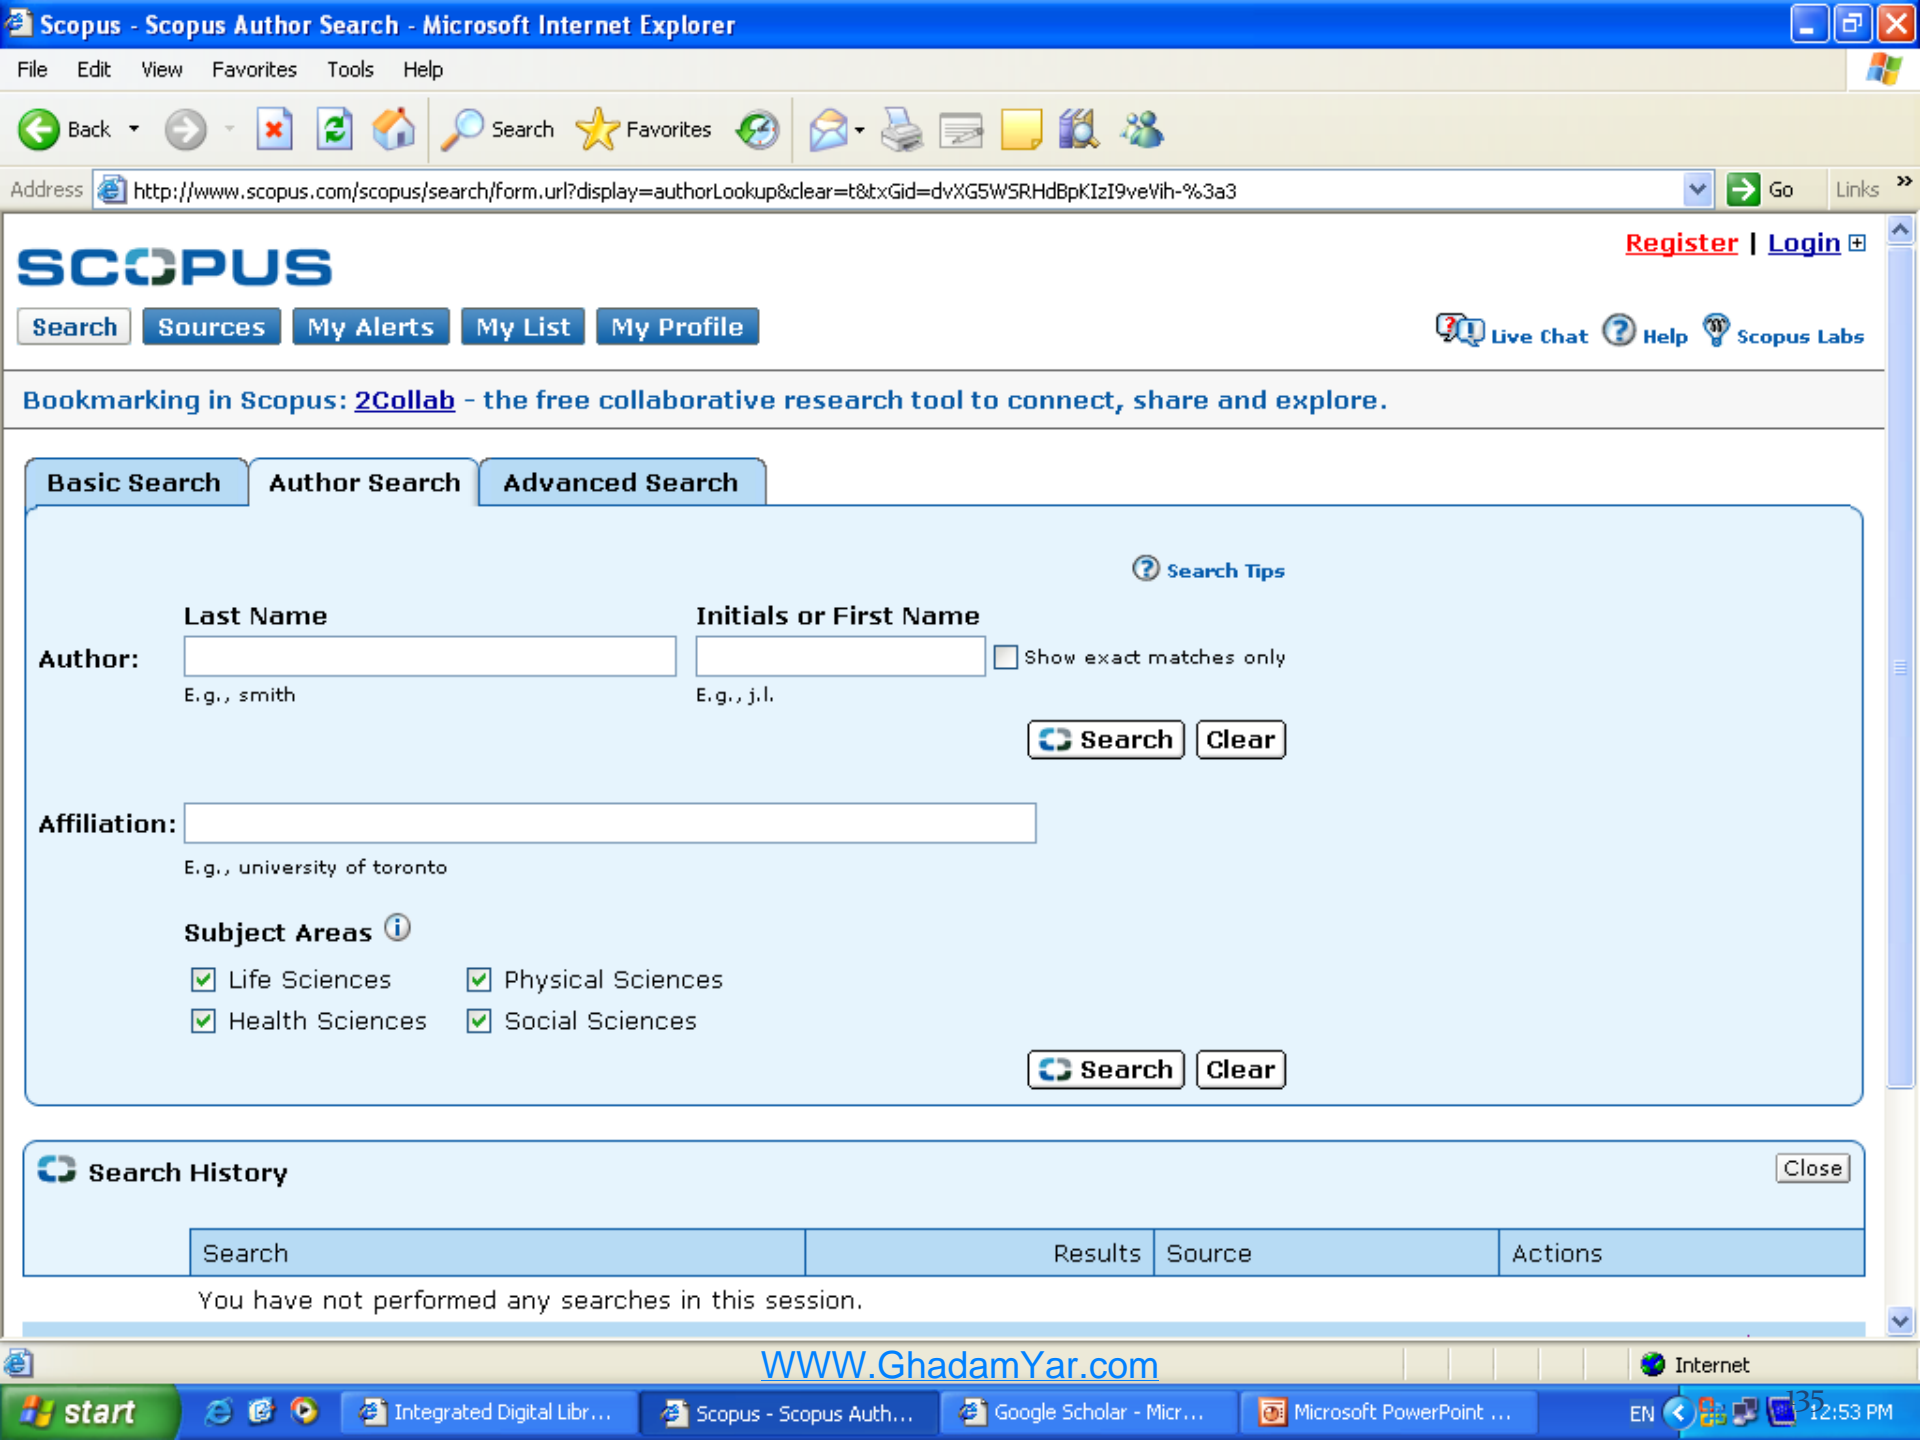 Scopus - Scopus Author Search - Microsoft Internet Explorer
File Edit View Favorites Tools Help
Back Search Favorites
Address http://www.scopus.com/scopus/search/form.url?display=authorLookup&clear=t&txGid=dvXG5WSRHdBpKIzI9veVih-%3a3 Go Links »
Register | Login
SCOPUS
Search Sources My Alerts My List My Profile
Live Chat Help Scopus Labs
Bookmarking in Scopus: 2Collab - the free collaborative research tool to connect, share and explore.
Basic Search Author Search Advanced Search
Search Tips
Last Name Initials or First Name
Author: Show exact matches only
E.g., smith E.g., j.l.
Search Clear
Affiliation:
E.g., university of toronto
Subject Areas
Life Sciences Physical Sciences
Health Sciences Social Sciences
Search Clear
Search History Close
Search Results Source Actions
You have not performed any searches in this session.
WWW.GhadamYar.com
Internet
start Integrated Digital Libr... Scopus - Scopus Auth... Google Scholar - Micr... Microsoft PowerPoint ... EN 12:53 PM
135